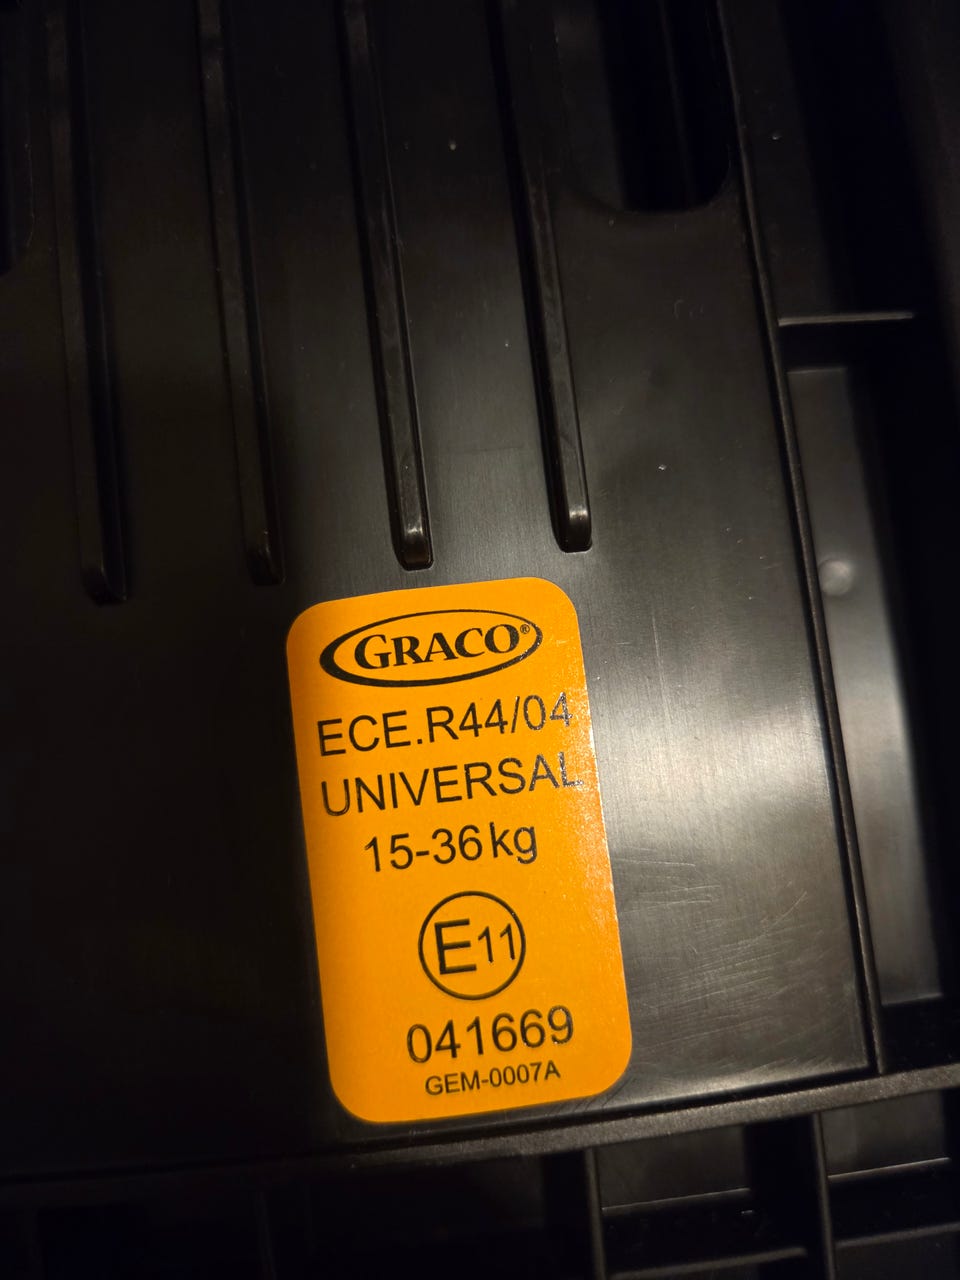 GRACO®
ECE.R44/04
UNIVERSAL
15-36kg
E11
041669
GEM-0007A